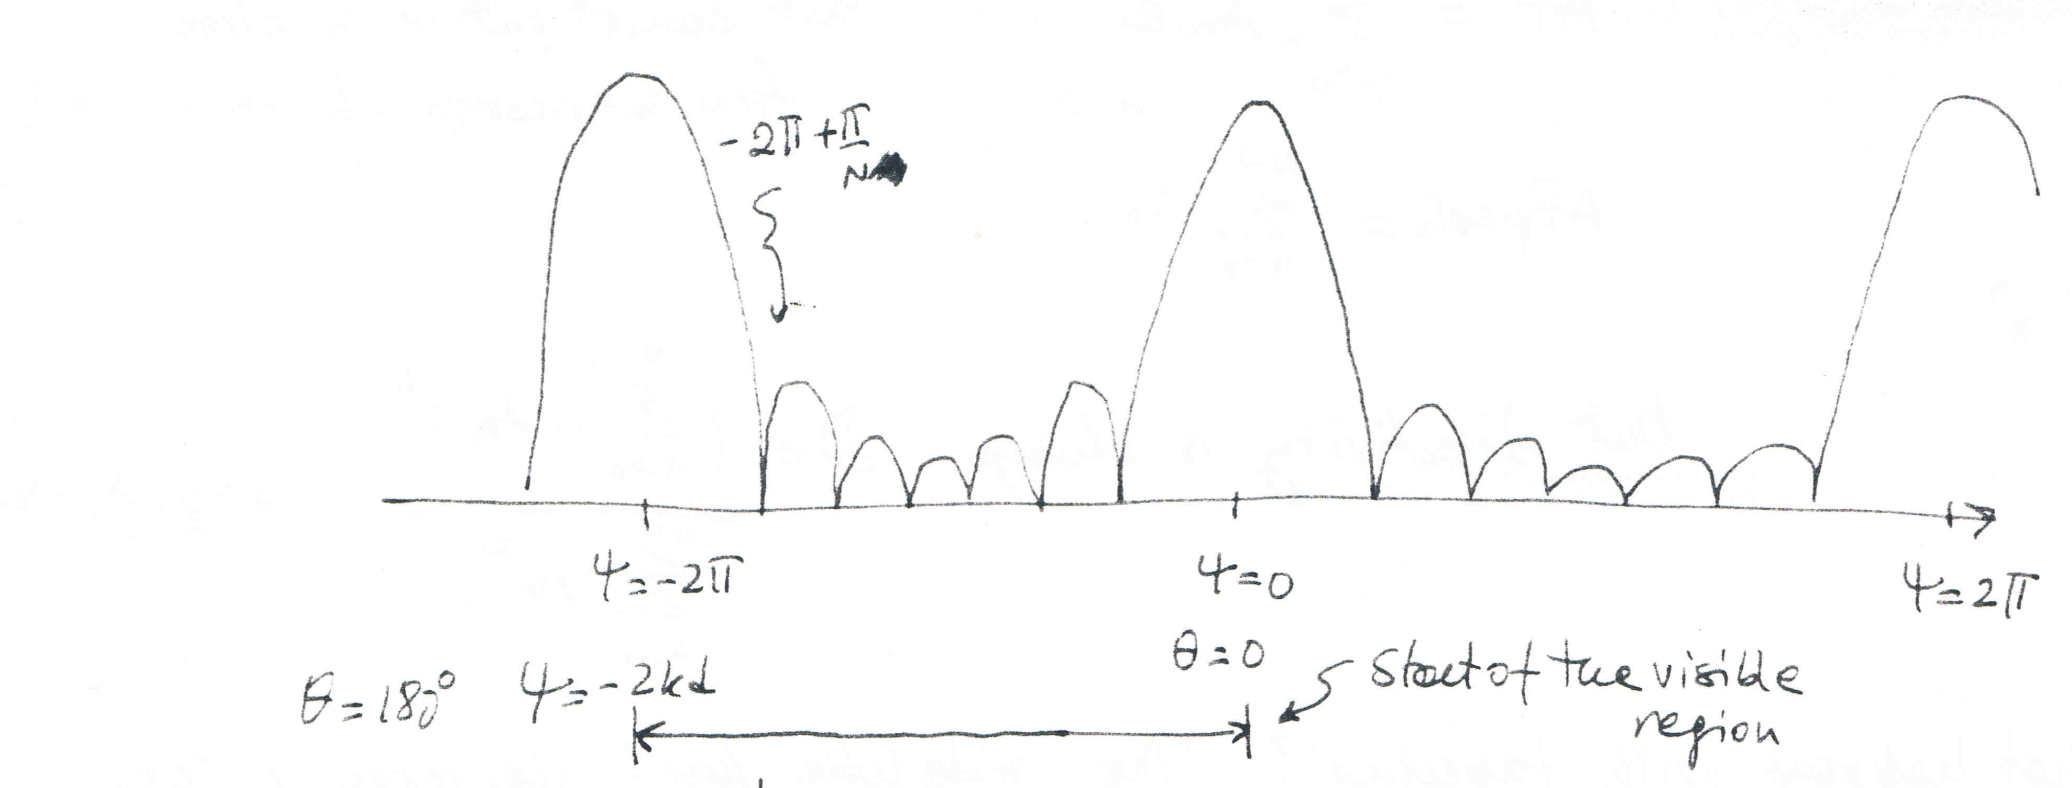 -2π + π/N
Ψ=-2π
Ψ=0
Ψ=2π
θ=0
Start of the visible
region
θ=180° Ψ=-2kd